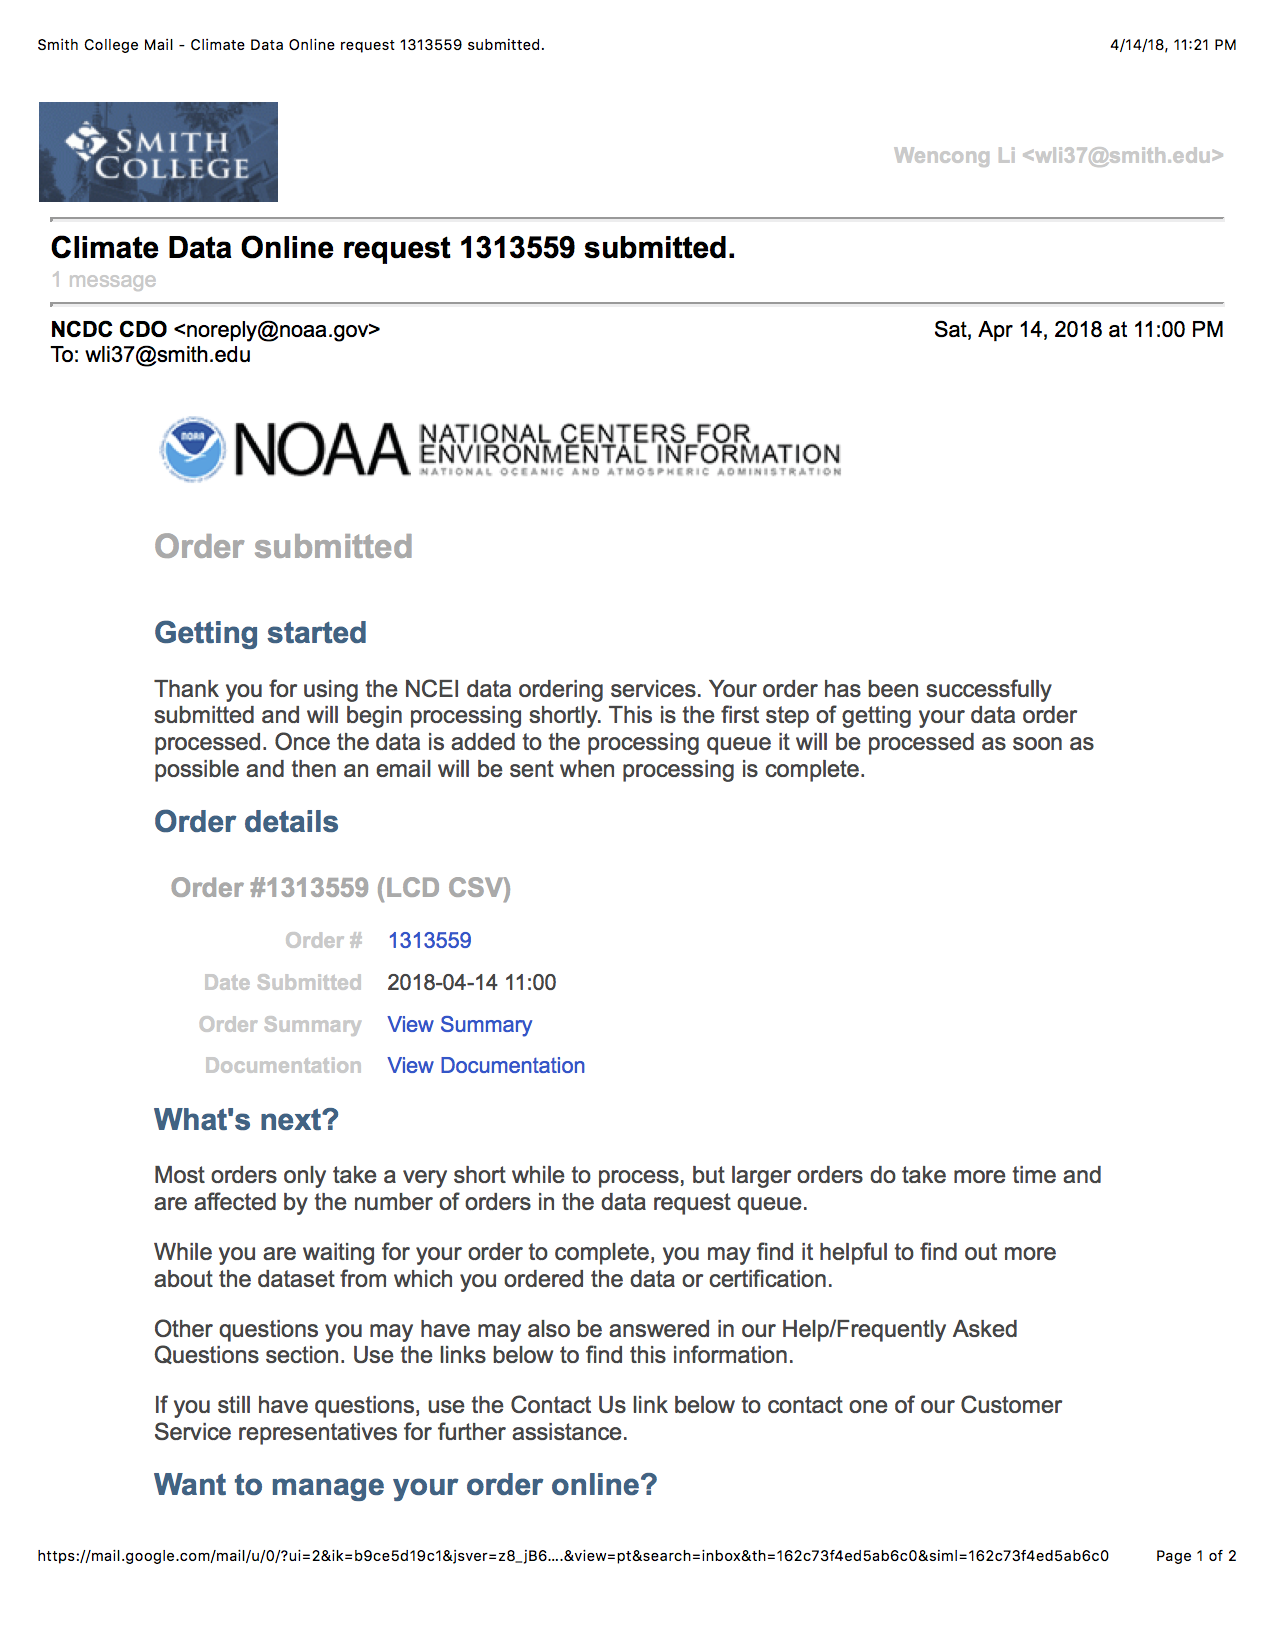 Smith College Mail - Climate Data Online request 1313559 submitted.
4/14/18, 11:21 PM
SMITH
COLLEGE
Wencong Li <wli37@smith.edu>
Climate Data Online request 1313559 submitted.
1 message
NCDC CDO <noreply@noaa.gov>
Sat, Apr 14, 2018 at 11:00 PM
To: wli37@smith.edu
NOAA
NOAA
NATIONAL CENTERS FOR
ENVIRONMENTAL INFORMATION
NATIONAL OCEANIC AND ATMOSPHERIC ADMINISTRATION
Order submitted
Getting started
Thank you for using the NCEI data ordering services. Your order has been successfully
submitted and will begin processing shortly. This is the first step of getting your data order
processed. Once the data is added to the processing queue it will be processed as soon as
possible and then an email will be sent when processing is complete.
Order details
Order #1313559 (LCD CSV)
Order # 1313559
Date Submitted 2018-04-14 11:00
Order Summary View Summary
Documentation View Documentation
What's next?
Most orders only take a very short while to process, but larger orders do take more time and
are affected by the number of orders in the data request queue.
While you are waiting for your order to complete, you may find it helpful to find out more
about the dataset from which you ordered the data or certification.
Other questions you may have may also be answered in our Help/Frequently Asked
Questions section. Use the links below to find this information.
If you still have questions, use the Contact Us link below to contact one of our Customer
Service representatives for further assistance.
Want to manage your order online?
https://mail.google.com/mail/u/0/?ui=2&ik=b9ce5d19c1&jsver=z8_jB6....&view=pt&search=inbox&th=162c73f4ed5ab6c0&siml=162c73f4ed5ab6c0
Page 1 of 2